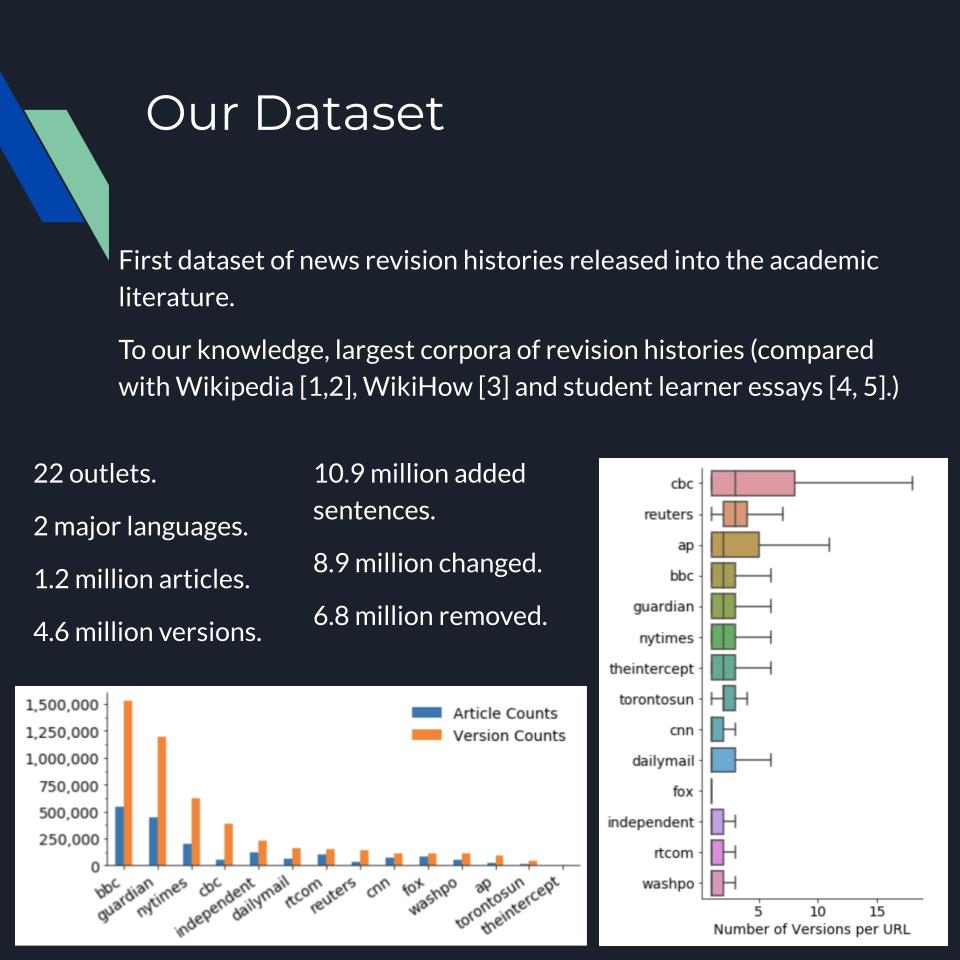 Our Dataset
First dataset of news revision histories released into the academic
literature.
To our knowledge, largest corpora of revision histories (compared
with Wikipedia [1,2], WikiHow [3] and student learner essays [4, 5].)
22 outlets.
2 major languages.
1.2 million articles.
4.6 million versions.
10.9 million added
sentences.
8.9 million changed.
6.8 million removed.
1,500,000
1,250,000
1,000,000
750,000
500,000
250,000
0
Article Counts
Version Counts
bbc
guardian
nytimes
cbc
independent
dailymail
rtcom
reuters
cnn
fox
washpo
ap
torontosun
theintercept
cbc
reuters
ap
bbc
guardian
nytimes
theintercept
torontosun
cnn
dailymail
fox
independent
rtcom
washpo
5 10 15
Number of Versions per URL